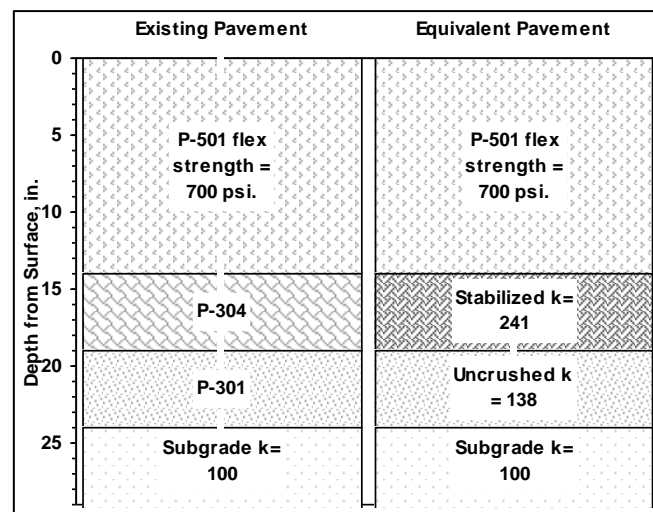 Existing Pavement
Equivalent Pavement
Depth from Surface, in.
0
5
10
15
20
25
P-501 flex
strength =
700 psi.
P-304
P-301
Subgrade k=
100
P-501 flex
strength =
700 psi.
Stabilized k=
241
Uncrushed k
= 138
Subgrade k=
100